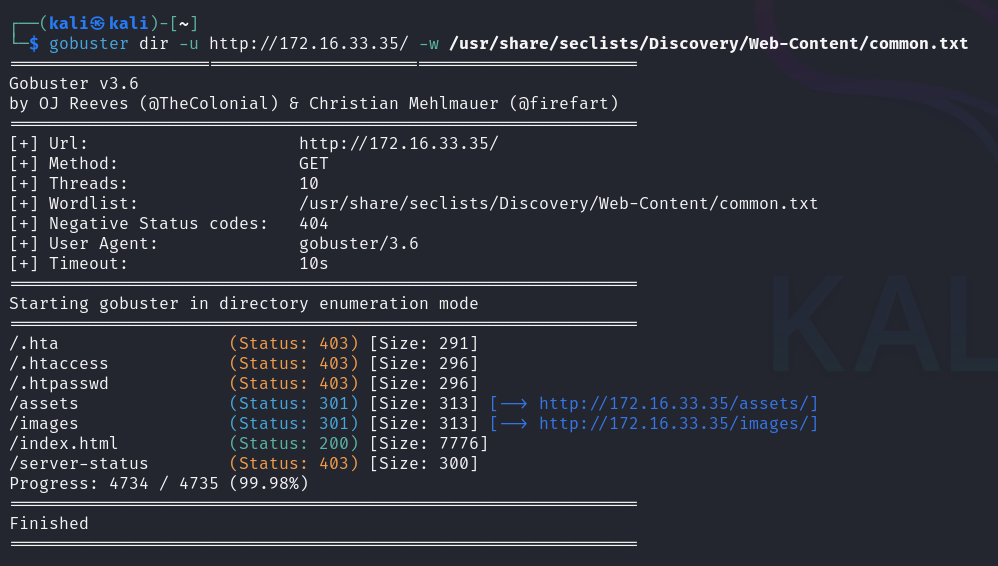 ┌──(kali㉿kali)-[~]
└─$ gobuster dir -u http://172.16.33.35/ -w /usr/share/seclists/Discovery/Web-Content/common.txt
===============================================================
Gobuster v3.6
by OJ Reeves (@TheColonial) & Christian Mehlmauer (@firefart)
===============================================================
[+] Url:                     http://172.16.33.35/
[+] Method:                  GET
[+] Threads:                 10
[+] Wordlist:                /usr/share/seclists/Discovery/Web-Content/common.txt
[+] Negative Status codes:   404
[+] User Agent:              gobuster/3.6
[+] Timeout:                 10s
===============================================================
Starting gobuster in directory enumeration mode
===============================================================
/.hta                 (Status: 403) [Size: 291]
/.htaccess            (Status: 403) [Size: 296]
/.htpasswd            (Status: 403) [Size: 296]
/assets               (Status: 301) [Size: 313] [--> http://172.16.33.35/assets/]
/images               (Status: 301) [Size: 313] [--> http://172.16.33.35/images/]
/index.html           (Status: 200) [Size: 7776]
/server-status        (Status: 403) [Size: 300]
Progress: 4734 / 4735 (99.98%)
===============================================================
Finished
===============================================================
KAL